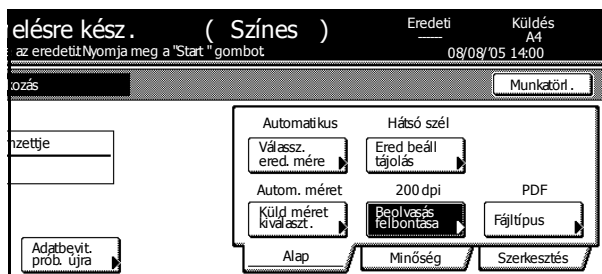 elésre kész. ( Színes ) Eredeti Küldés
------ A4
az eredetit.Nyomja meg a "Start" gombot. 08/08/'05 14:00
ozás Munkatörl.
Automatikus Hátsó szél
nzettje Válassz. ered. mére Ered beáll tájolás
Autom. méret 200 dpi PDF
Küld méret kiválaszt. Beolvasás felbontása Fájltípus
Adatbevit. prób. újra
Alap Minőség Szerkesztés